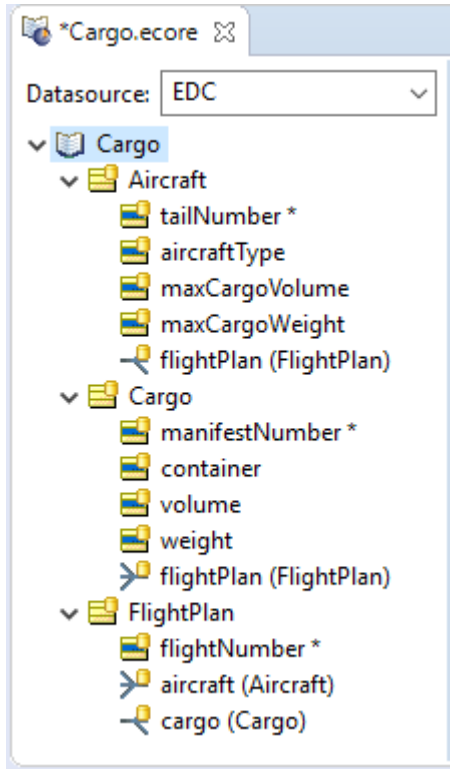 *Cargo.ecore
Datasource: EDC
Cargo
Aircraft
tailNumber *
aircraftType
maxCargoVolume
maxCargoWeight
flightPlan (FlightPlan)
Cargo
manifestNumber *
container
volume
weight
flightPlan (FlightPlan)
FlightPlan
flightNumber *
aircraft (Aircraft)
cargo (Cargo)